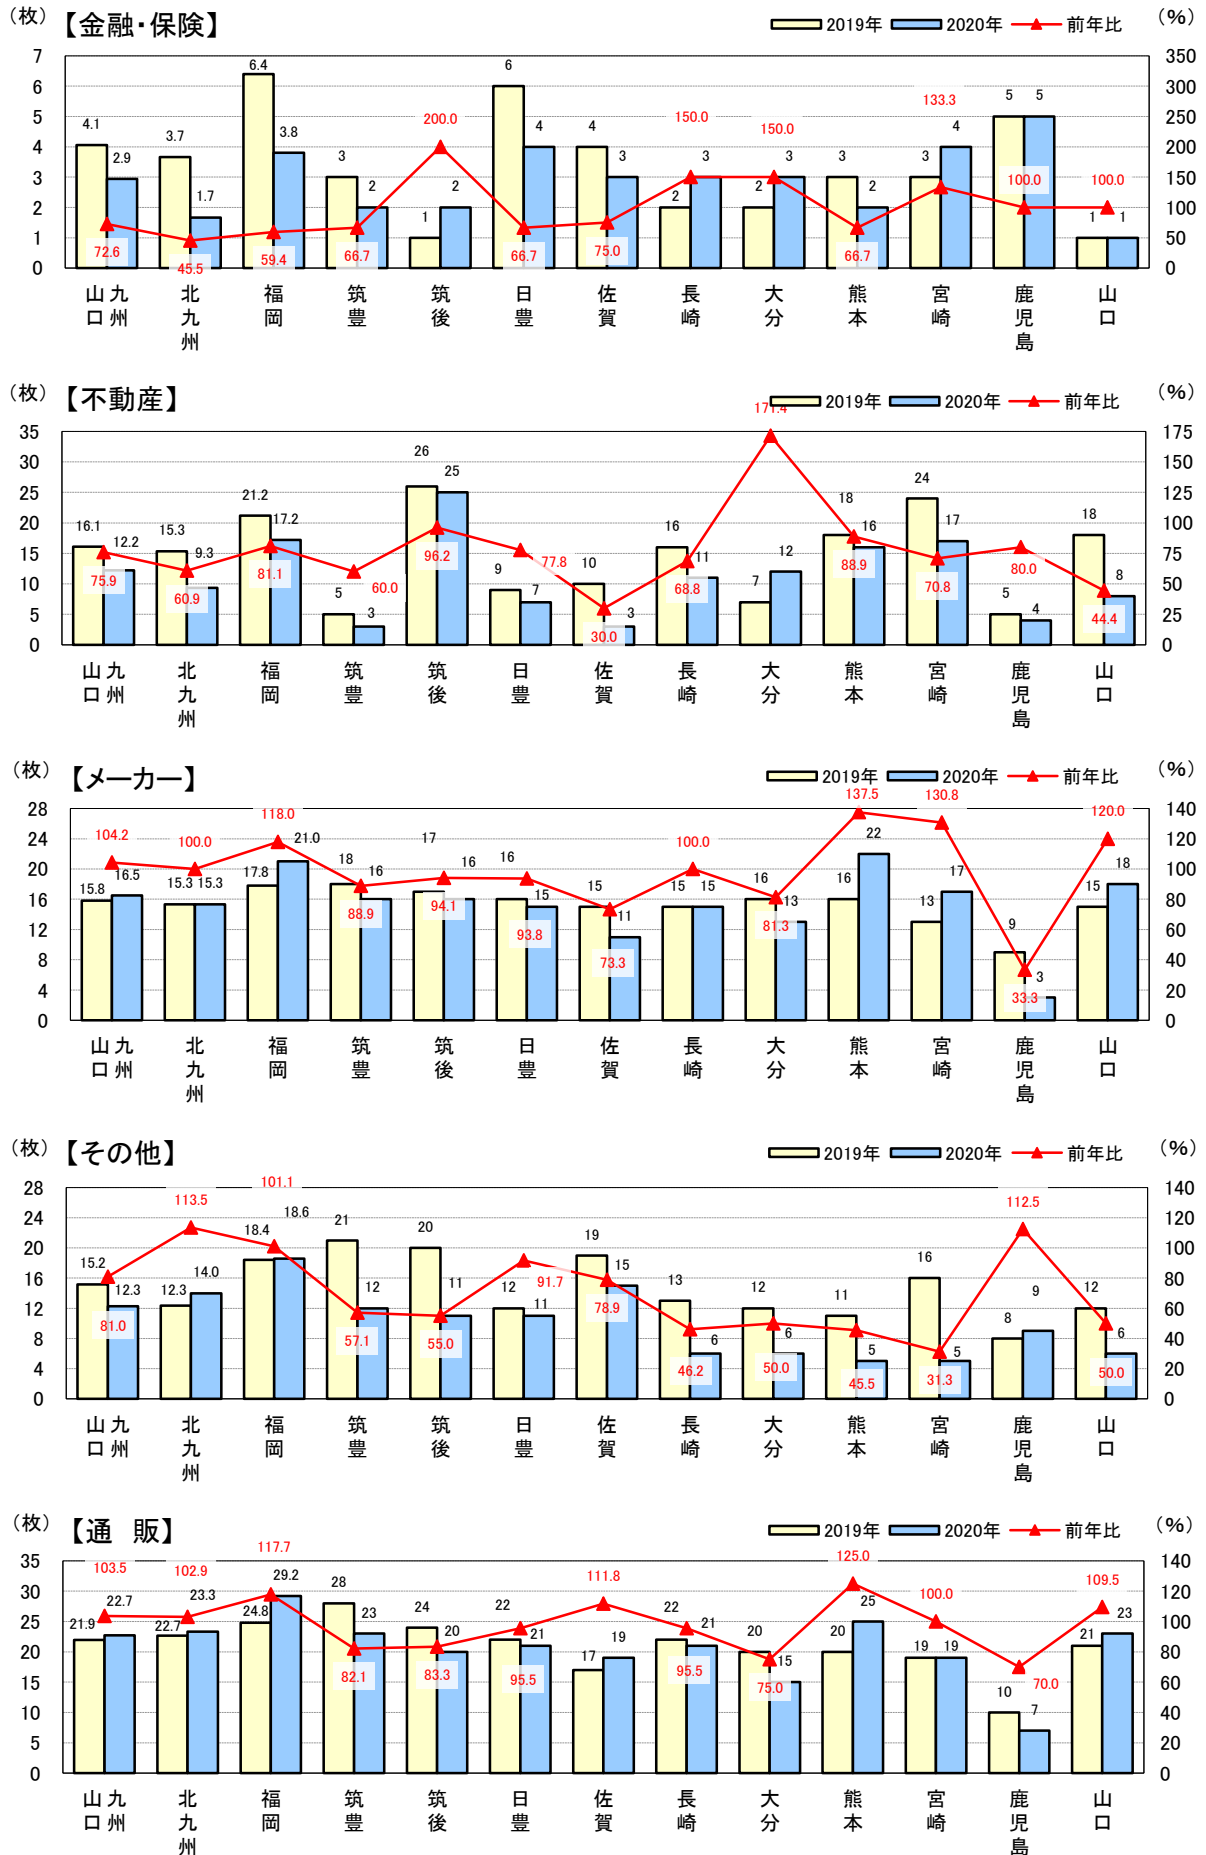 (枚) 【金融・保険】 2019年 2020年 前年比 (%)
7 6 5 4 3 2 1 0
350 300 250 200 150 100 50 0
4.1 3.7 6.4 3 1 6 4 2 2 3 3 5 1
2.9 1.7 3.8 2 2 4 3 3 3 2 4 5 1
72.6 45.5 59.4 66.7 200.0 66.7 75.0 150.0 150.0 66.7 133.3 100.0 100.0
九州山口 北九州 福岡 筑豊 筑後 日豊 佐賀 長崎 大分 熊本 宮崎 鹿児島 山口
(枚) 【不動産】 2019年 2020年 前年比 (%)
35 30 25 20 15 10 5 0
175 150 125 100 75 50 25 0
16.1 15.3 21.2 5 26 9 10 16 7 18 24 5 18
12.2 9.3 17.2 3 25 7 3 11 12 16 17 4 8
75.9 60.9 81.1 60.0 96.2 77.8 30.0 68.8 171.4 88.9 70.8 80.0 44.4
九州山口 北九州 福岡 筑豊 筑後 日豊 佐賀 長崎 大分 熊本 宮崎 鹿児島 山口
(枚) 【メーカー】 2019年 2020年 前年比 (%)
28 24 20 16 12 8 4 0
140 120 100 80 60 40 20 0
15.8 15.3 17.8 18 17 16 15 15 16 16 13 9 15
16.5 15.3 21.0 16 16 15 11 15 13 22 17 3 18
104.2 100.0 118.0 88.9 94.1 93.8 73.3 100.0 81.3 137.5 130.8 33.3 120.0
九州山口 北九州 福岡 筑豊 筑後 日豊 佐賀 長崎 大分 熊本 宮崎 鹿児島 山口
(枚) 【その他】 2019年 2020年 前年比 (%)
28 24 20 16 12 8 4 0
140 120 100 80 60 40 20 0
15.2 12.3 18.4 21 20 12 19 13 12 11 16 8 12
12.3 14.0 18.6 12 11 11 15 6 6 5 5 9 6
81.0 113.5 101.1 57.1 55.0 91.7 78.9 46.2 50.0 45.5 31.3 112.5 50.0
九州山口 北九州 福岡 筑豊 筑後 日豊 佐賀 長崎 大分 熊本 宮崎 鹿児島 山口
(枚) 【通 販】 2019年 2020年 前年比 (%)
35 30 25 20 15 10 5 0
140 120 100 80 60 40 20 0
21.9 22.7 24.8 28 24 22 17 22 20 20 19 10 21
22.7 23.3 29.2 23 20 21 19 21 15 25 19 7 23
103.5 102.9 117.7 82.1 83.3 95.5 111.8 95.5 75.0 125.0 100.0 70.0 109.5
九州山口 北九州 福岡 筑豊 筑後 日豊 佐賀 長崎 大分 熊本 宮崎 鹿児島 山口